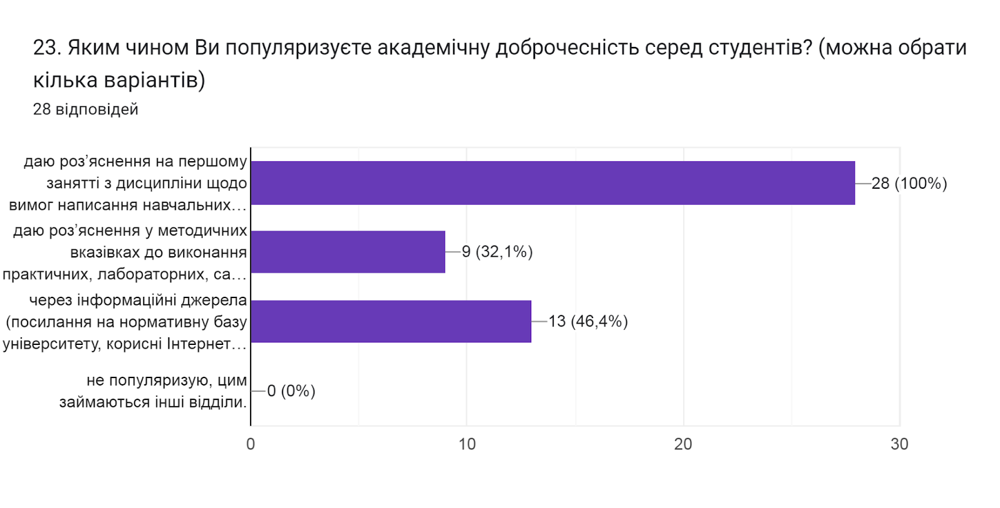 23. Яким чином Ви популяризуєте академічну доброчесність серед студентів? (можна обрати
кілька варіантів)
28 відповідей
даю роз’яснення на першому
занятті з дисципліни щодо
вимог написання навчальних…
28 (100%)
даю роз’яснення у методичних
вказівках до виконання
практичних, лабораторних, са…
9 (32,1%)
через інформаційні джерела
(посилання на нормативну базу
університету, корисні Інтернет…
13 (46,4%)
не популяризую, цим
займаються інші відділи.
0 (0%)
0 10 20 30